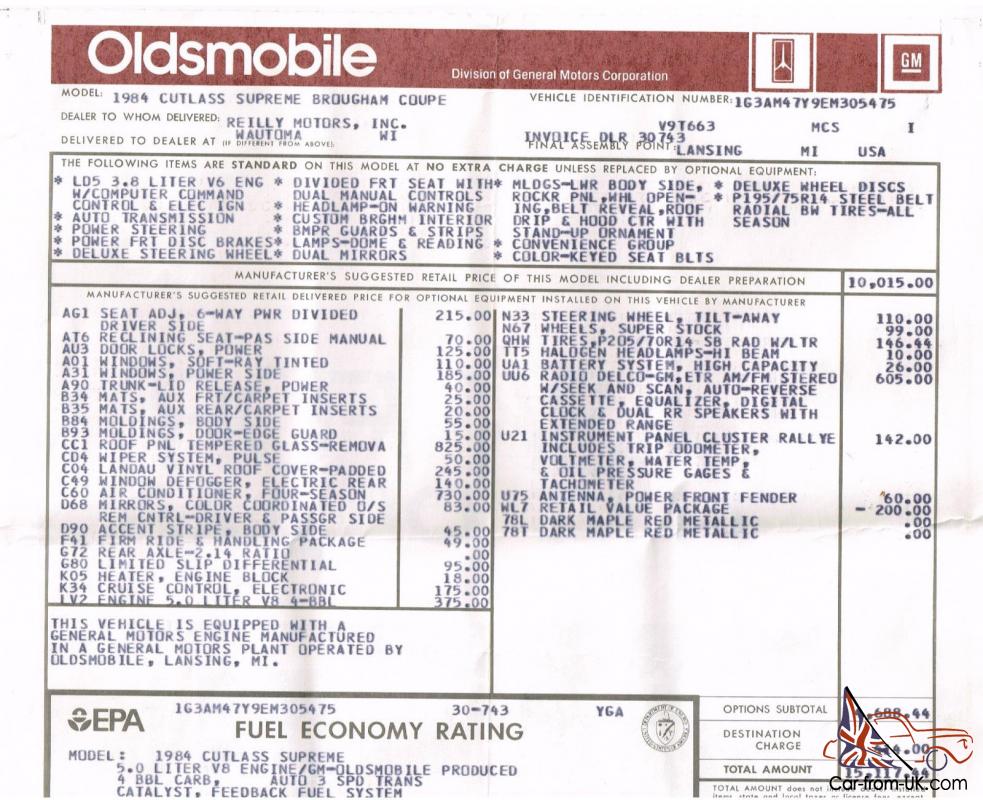 Oldsmobile
Division of General Motors Corporation
GM
MODEL: 1984 CUTLASS SUPREME BROUGHAM COUPE
VEHICLE IDENTIFICATION NUMBER: 1G3AM47Y9EM305475
DEALER TO WHOM DELIVERED: REILLY MOTORS, INC.
V9T663 MCS I
WAUTOMA WI
INVOICE DLR 30743
DELIVERED TO DEALER AT (IF DIFFERENT FROM ABOVE):
FINAL ASSEMBLY POINT: LANSING MI USA
THE FOLLOWING ITEMS ARE STANDARD ON THIS MODEL AT NO EXTRA CHARGE UNLESS REPLACED BY OPTIONAL EQUIPMENT:
* LD5 3.8 LITER V6 ENG
W/COMPUTER COMMAND
CONTROL & ELEC IGN
* AUTO TRANSMISSION
* POWER STEERING
* POWER FRT DISC BRAKES
* DELUXE STEERING WHEEL
* DIVIDED FRT SEAT WITH
DUAL MANUAL CONTROLS
* HEADLAMP-ON WARNING
* CUSTOM BRGHM INTERIOR
* BMPR GUARDS & STRIPS
* LAMPS-DOME & READING
* DUAL MIRRORS
* MLDGS-LWR BODY SIDE,
ROCKR PNL,WHL OPEN-
ING,BELT REVEAL,ROOF
DRIP & HOOD CTR WITH
STAND-UP ORNAMENT
* CONVENIENCE GROUP
* COLOR-KEYED SEAT BLTS
* DELUXE WHEEL DISCS
* P195/75R14 STEEL BELT
RADIAL BW TIRES-ALL
SEASON
MANUFACTURER'S SUGGESTED RETAIL PRICE OF THIS MODEL INCLUDING DEALER PREPARATION 10,015.00
MANUFACTURER'S SUGGESTED RETAIL DELIVERED PRICE FOR OPTIONAL EQUIPMENT INSTALLED ON THIS VEHICLE BY MANUFACTURER
AG1 SEAT ADJ, 6-WAY PWR DIVIDED 215.00
DRIVER SIDE
AT6 RECLINING SEAT-PAS SIDE MANUAL 70.00
AU3 DOOR LOCKS, POWER 125.00
A01 WINDOWS, SOFT-RAY TINTED 110.00
A31 WINDOWS, POWER SIDE 185.00
A90 TRUNK-LID RELEASE, POWER 40.00
B34 MATS, AUX FRT/CARPET INSERTS 25.00
B35 MATS, AUX REAR/CARPET INSERTS 20.00
B84 MOLDINGS, BODY SIDE 55.00
B93 MOLDINGS, DOOR-EDGE GUARD 15.00
CC1 ROOF PNL TEMPERED GLASS-REMOVA 825.00
CD4 WIPER SYSTEM, PULSE 50.00
C04 LANDAU VINYL ROOF COVER-PADDED 245.00
C49 WINDOW DEFOGGER, ELECTRIC REAR 140.00
C60 AIR CONDITIONER, FOUR-SEASON 730.00
D68 MIRRORS, COLOR COORDINATED O/S 83.00
REM CNTRL-DRIVER & PASSGR SIDE
D90 ACCENT STRIPE, BODY SIDE 45.00
F41 FIRM RIDE & HANDLING PACKAGE 49.00
G72 REAR AXLE-2.14 RATIO .00
G80 LIMITED SLIP DIFFERENTIAL 95.00
K05 HEATER, ENGINE BLOCK 18.00
K34 CRUISE CONTROL, ELECTRONIC 175.00
LV2 ENGINE 5.0 LITER V8 4-BBL 375.00
N33 STEERING WHEEL, TILT-AWAY 110.00
N67 WHEELS, SUPER STOCK 99.00
QHW TIRES,P205/70R14 SB RAD W/LTR 146.44
TT5 HALOGEN HEADLAMPS-HI BEAM 10.00
UA1 BATTERY SYSTEM, HIGH CAPACITY 26.00
UU6 RADIO DELCO-GM,ETR AM/FM STEREO 605.00
W/SEEK AND SCAN, AUTO-REVERSE
CASSETTE, EQUALIZER, DIGITAL
CLOCK & DUAL RR SPEAKERS WITH
EXTENDED RANGE
U21 INSTRUMENT PANEL CLUSTER RALLYE 142.00
INCLUDES TRIP ODOMETER,
VOLTMETER, WATER TEMP,
& OIL PRESSURE GAGES &
TACHOMETER
U75 ANTENNA, POWER FRONT FENDER 60.00
WL7 RETAIL VALUE PACKAGE - 200.00
78L DARK MAPLE RED METALLIC .00
78T DARK MAPLE RED METALLIC .00
THIS VEHICLE IS EQUIPPED WITH A
GENERAL MOTORS ENGINE MANUFACTURED
IN A GENERAL MOTORS PLANT OPERATED BY
OLDSMOBILE, LANSING, MI.
1G3AM47Y9EM305475 30-743 YGA
EPA FUEL ECONOMY RATING
MODEL: 1984 CUTLASS SUPREME
5.0 LITER V8 ENGINE/GM-OLDSMOBILE PRODUCED
4 BBL CARB, AUTO 3 SPD TRANS
CATALYST, FEEDBACK FUEL SYSTEM
OPTIONS SUBTOTAL ,688.44
DESTINATION
CHARGE 4.00
TOTAL AMOUNT 15,117.44
TOTAL AMOUNT does not
Car-from-UK.com